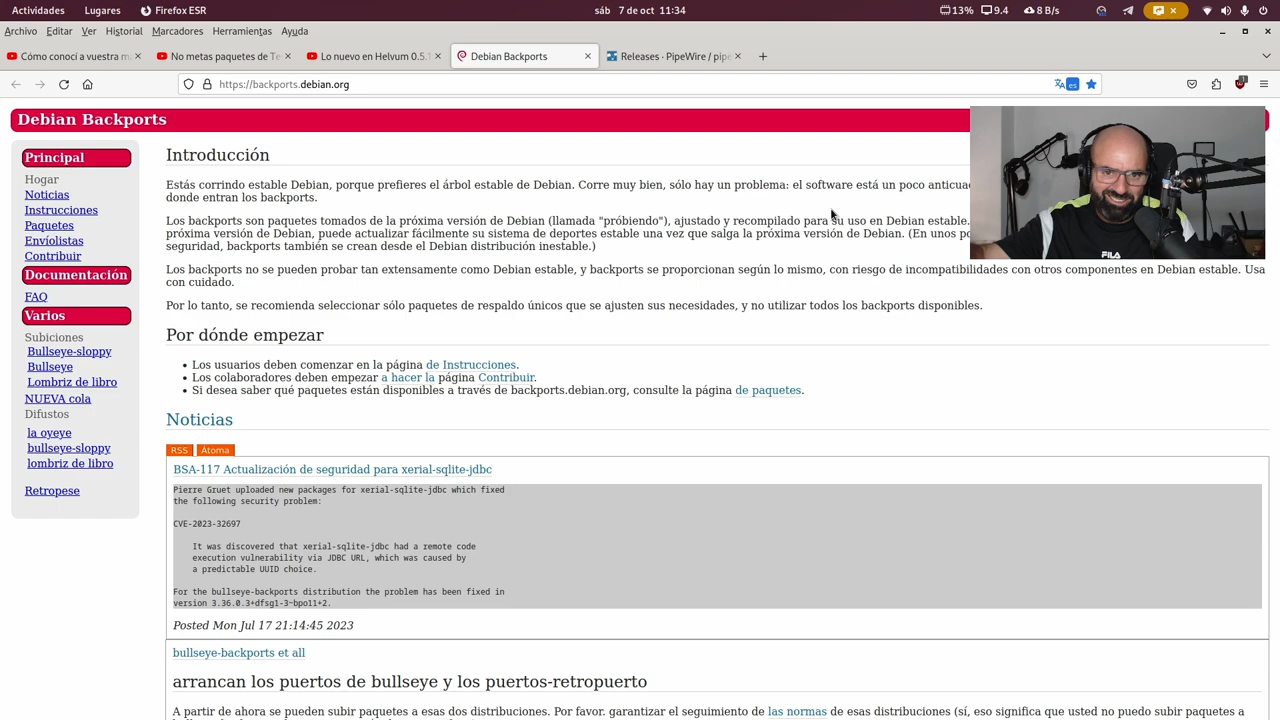 Actividades Lugares Firefox ESR sáb 7 de oct 11:34 13% 9.4 8 B/s
Archivo Editar Ver Historial Marcadores Herramientas Ayuda
Cómo conocí a vuestra m No metas paquetes de Te Lo nuevo en Helvum 0.5.1 Debian Backports Releases · PipeWire / pipe
https://backports.debian.org es
Debian Backports
Principal
Hogar
Noticias
Instrucciones
Paquetes
Envíolistas
Contribuir
Documentación
FAQ
Varios
Subiciones
Bullseye-sloppy
Bullseye
Lombriz de libro
NUEVA cola
Difustos
la oyeye
bullseye-sloppy
lombriz de libro
Retropese
Introducción
Estás corriendo estable Debian, porque prefieres el árbol estable de Debian. Corre muy bien, sólo hay un problema: el software está un poco anticua
donde entran los backports.
Los backports son paquetes tomados de la próxima versión de Debian (llamada "próbiendo"), ajustado y recompilado para su uso en Debian estable.
próxima versión de Debian, puede actualizar fácilmente su sistema de deportes estable una vez que salga la próxima versión de Debian. (En unos po
seguridad, backports también se crean desde el Debian distribución inestable.)
Los backports no se pueden probar tan extensamente como Debian estable, y backports se proporcionan según lo mismo, con riesgo de incompatibilidades con otros componentes en Debian estable. Usa
con cuidado.
Por lo tanto, se recomienda seleccionar sólo paquetes de respaldo únicos que se ajusten sus necesidades, y no utilizar todos los backports disponibles.
Por dónde empezar
• Los usuarios deben comenzar en la página de Instrucciones.
• Los colaboradores deben empezar a hacer la página Contribuir.
• Si desea saber qué paquetes están disponibles a través de backports.debian.org, consulte la página de paquetes.
Noticias
RSS Átoma
BSA-117 Actualización de seguridad para xerial-sqlite-jdbc
Pierre Gruet uploaded new packages for xerial-sqlite-jdbc which fixed
the following security problem:
CVE-2023-32697
It was discovered that xerial-sqlite-jdbc had a remote code
execution vulnerability via JDBC URL, which was caused by
a predictable UUID choice.
For the bullseye-backports distribution the problem has been fixed in
version 3.36.0.3+dfsg1-3~bpo11+2.
Posted Mon Jul 17 21:14:45 2023
bullseye-backports et all
arrancan los puertos de bullseye y los puertos-retropuerto
A partir de ahora se pueden subir paquetes a esas dos distribuciones. Por favor. garantizar el seguimiento de las normas de esas distribuciones (sí, eso significa que usted no puedo subir paquetes a
FILA